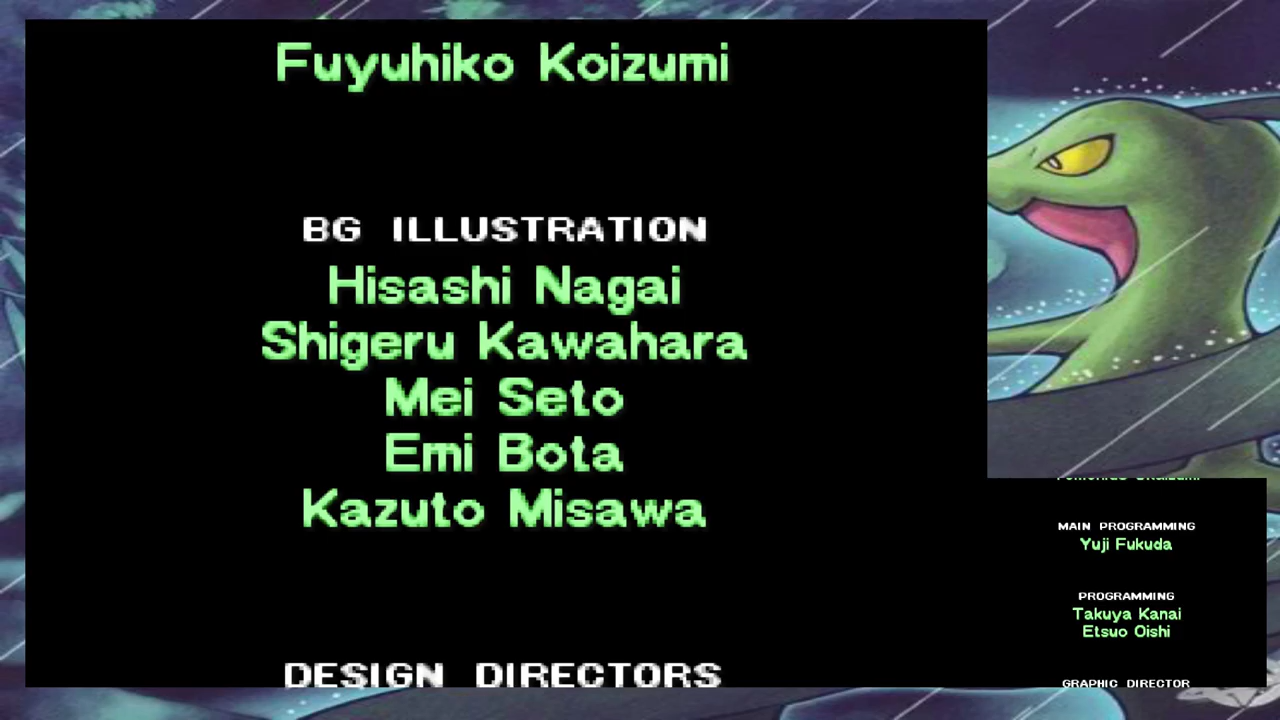 Fuyuhiko Koizumi
BG ILLUSTRATION
Hisashi Nagai
Shigeru Kawahara
Mei Seto
Emi Bota
Kazuto Misawa
DESIGN DIRECTORS
MAIN PROGRAMMING
Yuji Fukuda
PROGRAMMING
Takuya Kanai
Etsuo Oishi
GRAPHIC DIRECTOR